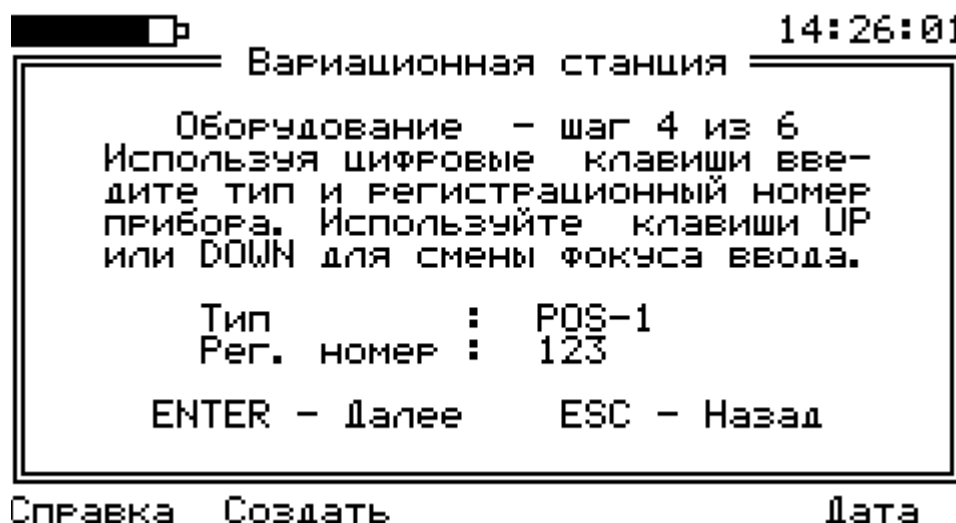 14:26:01
Вариационная станция
Оборудование - шаг 4 из 6
Используя цифровые клавиши вве-
дите тип и регистрационный номер
прибора. Используйте клавиши UP
или DOWN для смены фокуса ввода.
Тип : POS-1
Рег. номер : 123
ENTER - Далее ESC - Назад
Справка Создать Дата